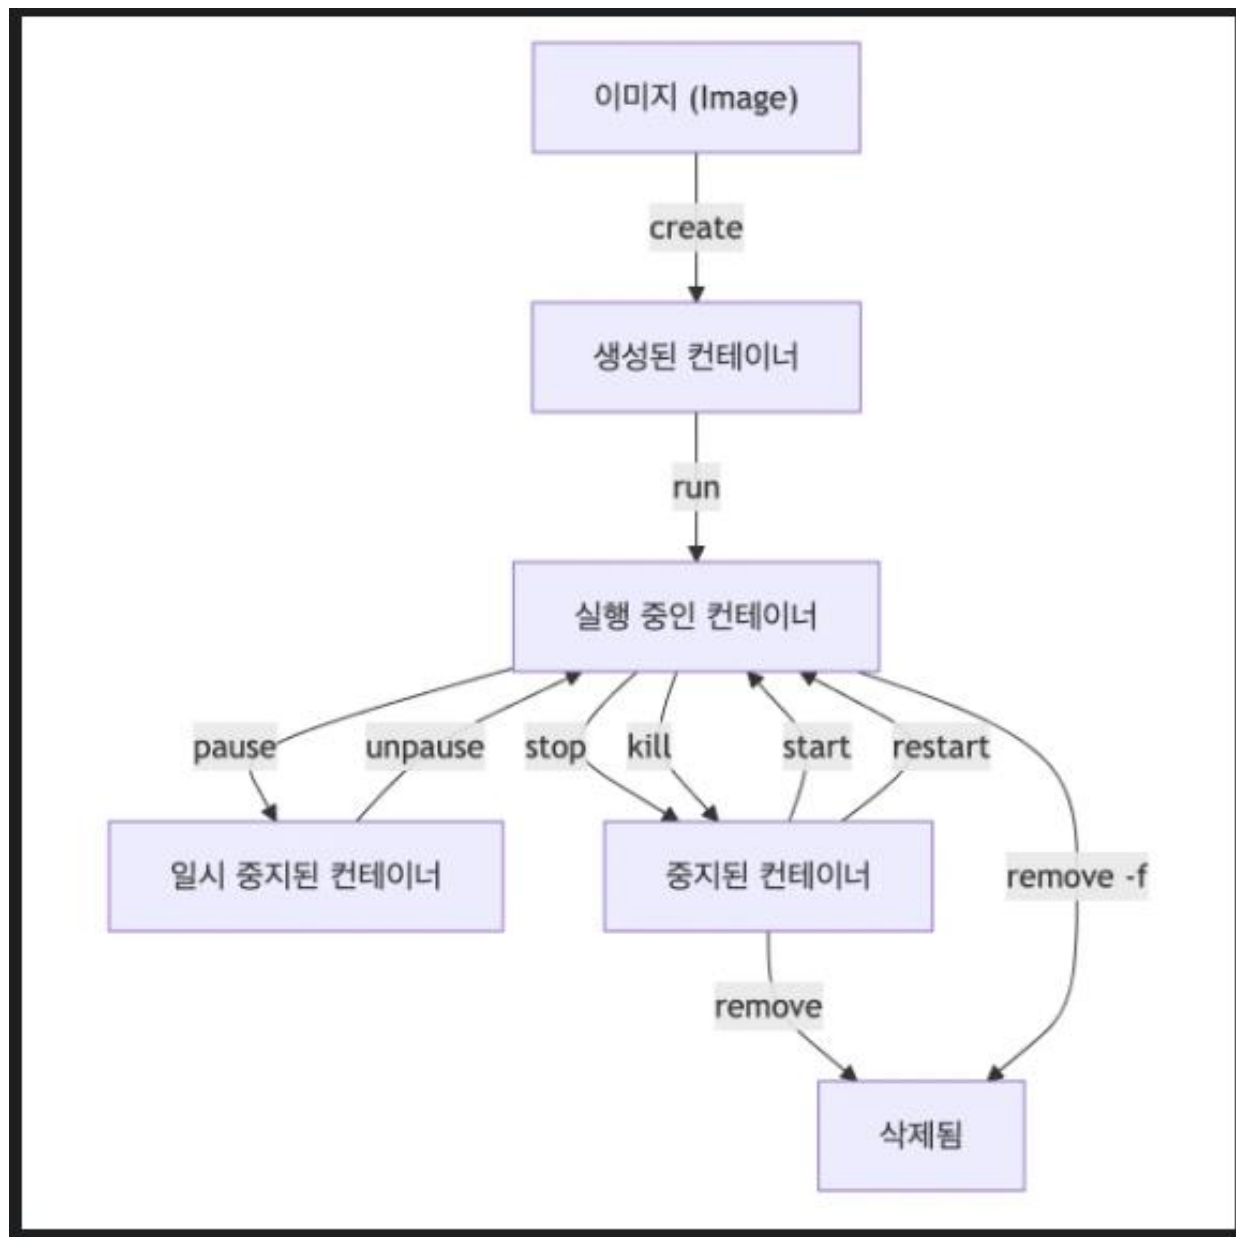 이미지 (Image)
create
생성된 컨테이너
run
실행 중인 컨테이너
pause
unpause
stop
kill
start
restart
일시 중지된 컨테이너
중지된 컨테이너
remove -f
remove
삭제됨